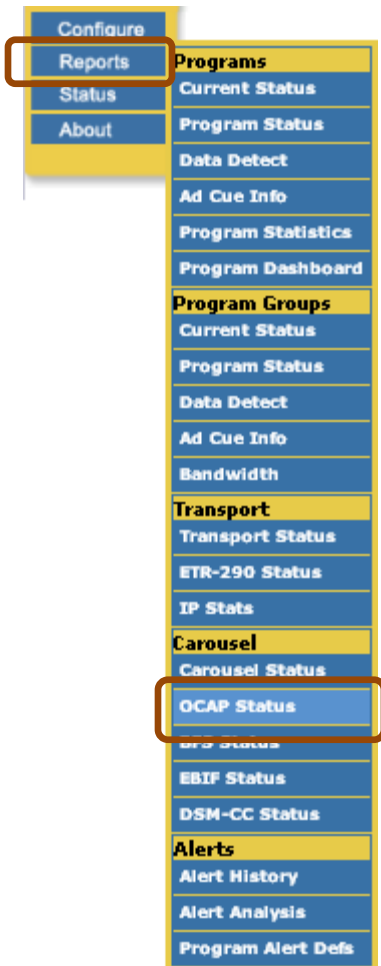 Configure
Reports
Status
About
Programs
Current Status
Program Status
Data Detect
Ad Cue Info
Program Statistics
Program Dashboard
Program Groups
Current Status
Program Status
Data Detect
Ad Cue Info
Bandwidth
Transport
Transport Status
ETR-290 Status
IP Stats
Carousel
Carousel Status
OCAP Status
BFS Status
EBIF Status
DSM-CC Status
Alerts
Alert History
Alert Analysis
Program Alert Defs